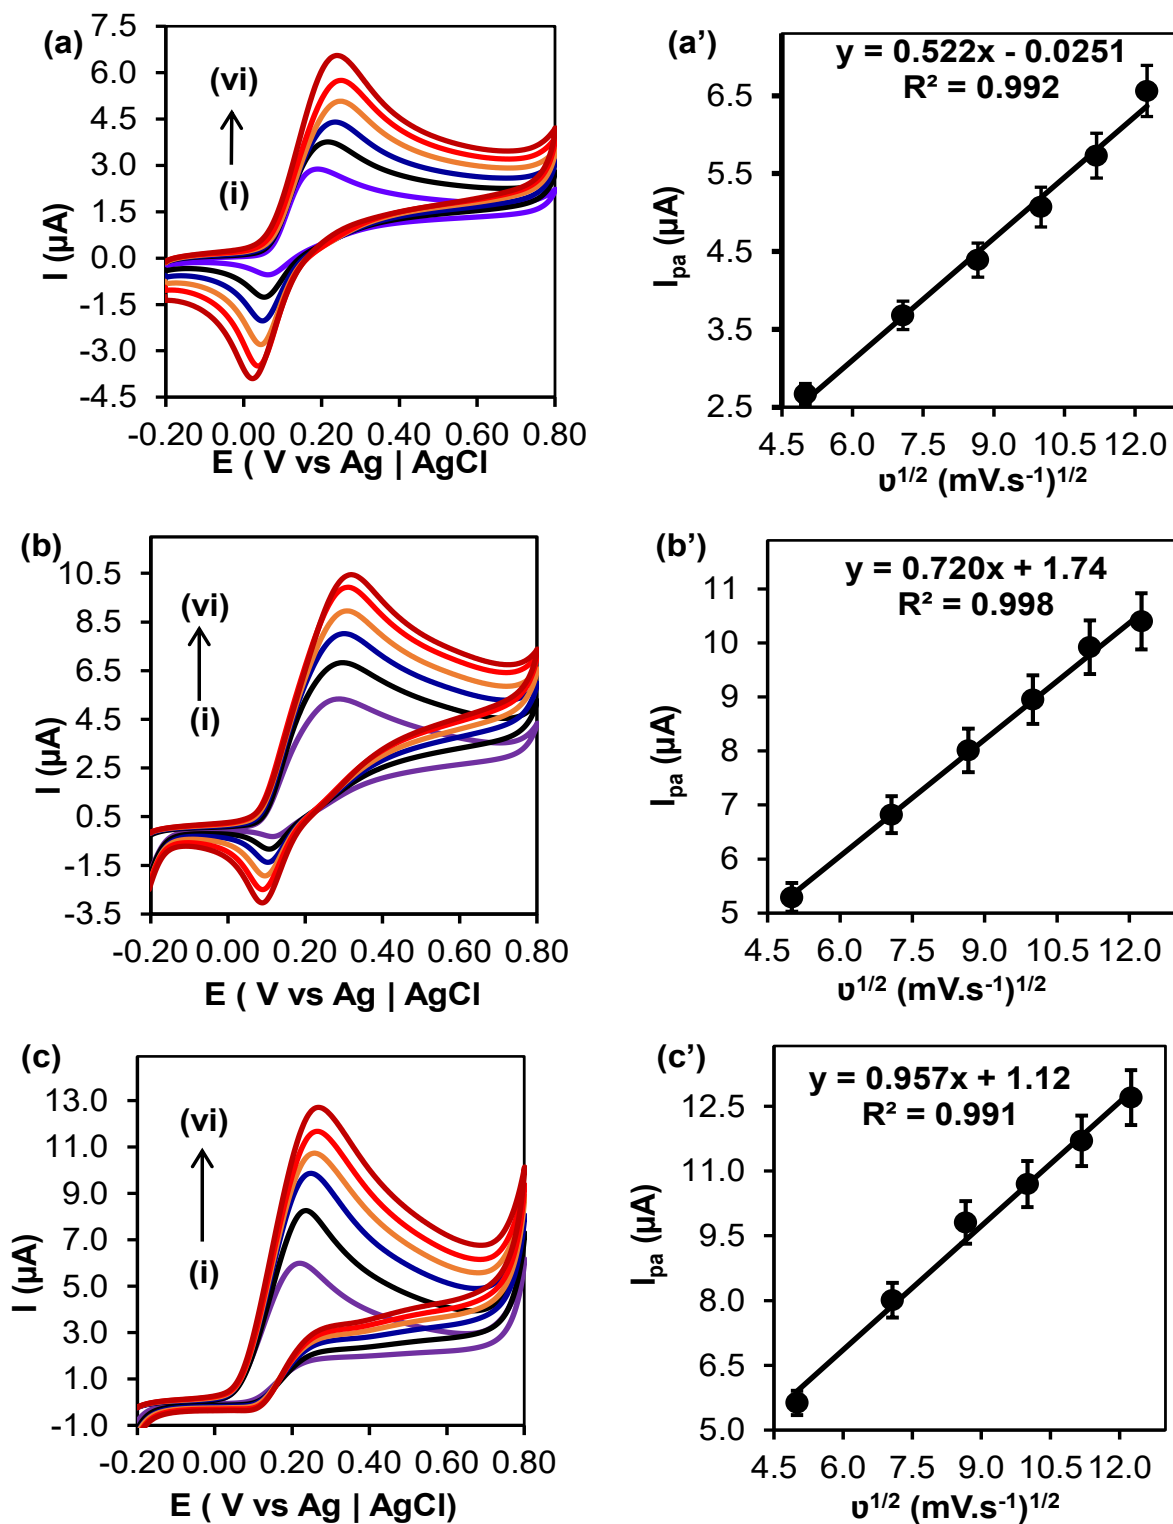 (a)
7.5
6.0
4.5
3.0
1.5
0.0
-1.5
-3.0
-4.5
I (µA)
(vi)
(i)
-0.20 0.00 0.20 0.40 0.60 0.80
E ( V vs Ag | AgCl
(a’)
y = 0.522x - 0.0251
R² = 0.992
6.5
5.5
4.5
3.5
2.5
Ipa (µA)
4.5 6.0 7.5 9.0 10.5 12.0
ʋ1/2 (mV.s-1)1/2
(b)
10.5
8.5
6.5
4.5
2.5
0.5
-1.5
-3.5
I (µA)
(vi)
(i)
-0.20 0.00 0.20 0.40 0.60 0.80
E ( V vs Ag | AgCl
(b’)
y = 0.720x + 1.74
R² = 0.998
11
10
9
8
7
6
5
Ipa (µA)
4.5 6.0 7.5 9.0 10.5 12.0
ʋ1/2 (mV.s-1)1/2
(c)
13.0
11.0
9.0
7.0
5.0
3.0
1.0
-1.0
I (µA)
(vi)
(i)
-0.20 0.00 0.20 0.40 0.60 0.80
E ( V vs Ag | AgCl)
(c’)
y = 0.957x + 1.12
R² = 0.991
12.5
11.0
9.5
8.0
6.5
5.0
Ipa (µA)
4.5 6.0 7.5 9.0 10.5 12.0
ʋ1/2 (mV.s-1)1/2